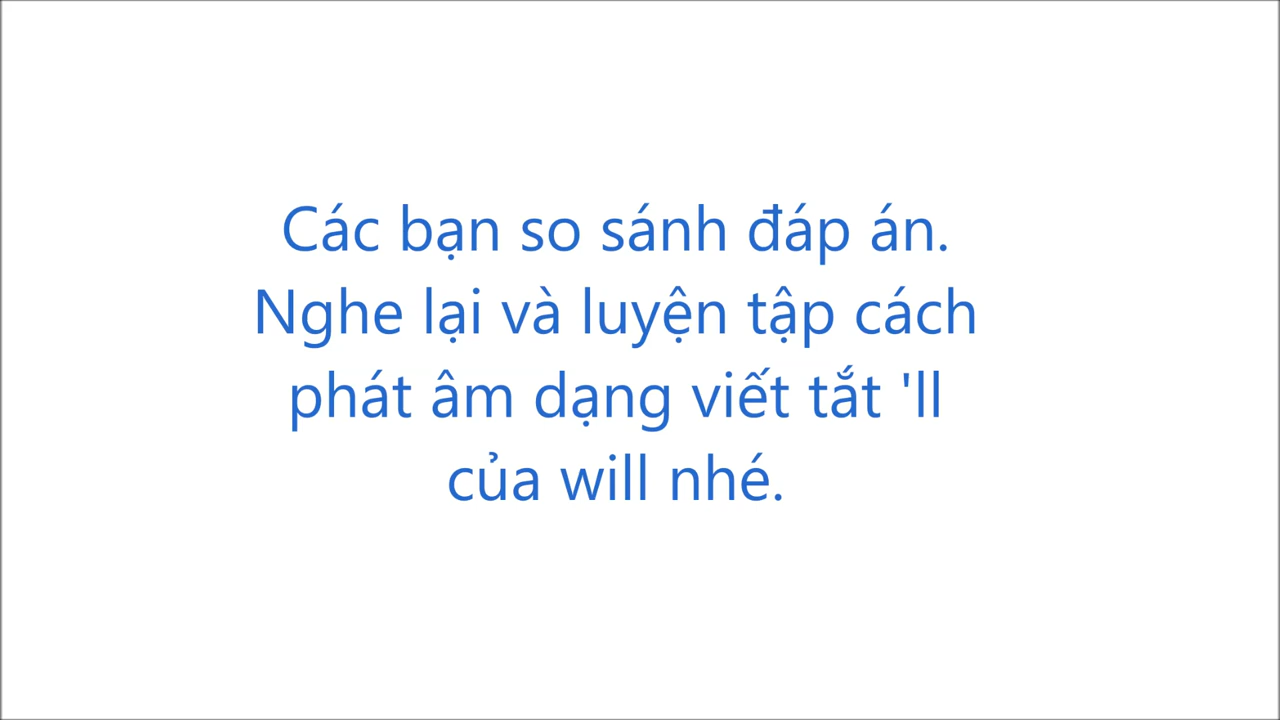 Các bạn so sánh đáp án.
Nghe lại và luyện tập cách
phát âm dạng viết tắt 'll
của will nhé.